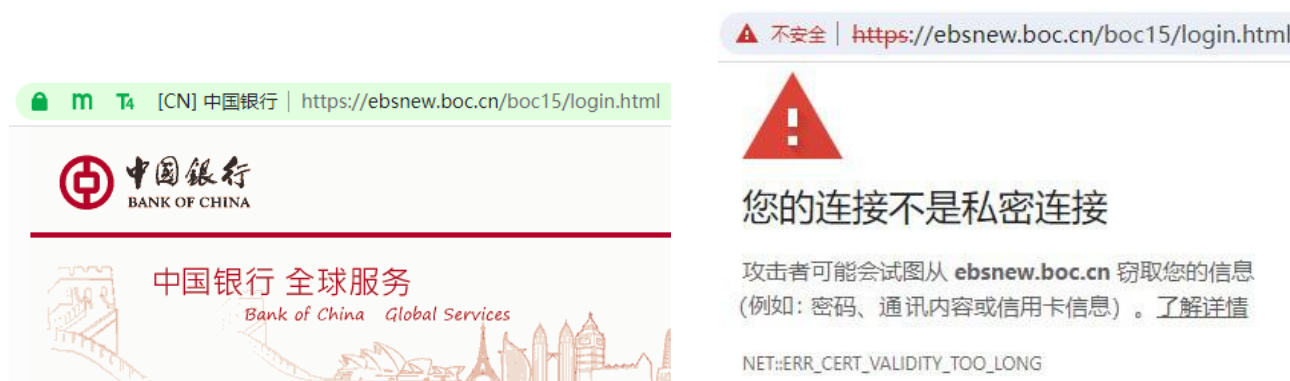 m T4 [CN] 中国银行 | https://ebsnew.boc.cn/boc15/login.html
中國銀行
BANK OF CHINA
中国银行 全球服务
Bank of China Global Services
不安全 | https://ebsnew.boc.cn/boc15/login.html
您的连接不是私密连接
攻击者可能会试图从 ebsnew.boc.cn 窃取您的信息
(例如：密码、通讯内容或信用卡信息）。了解详情
NET::ERR_CERT_VALIDITY_TOO_LONG